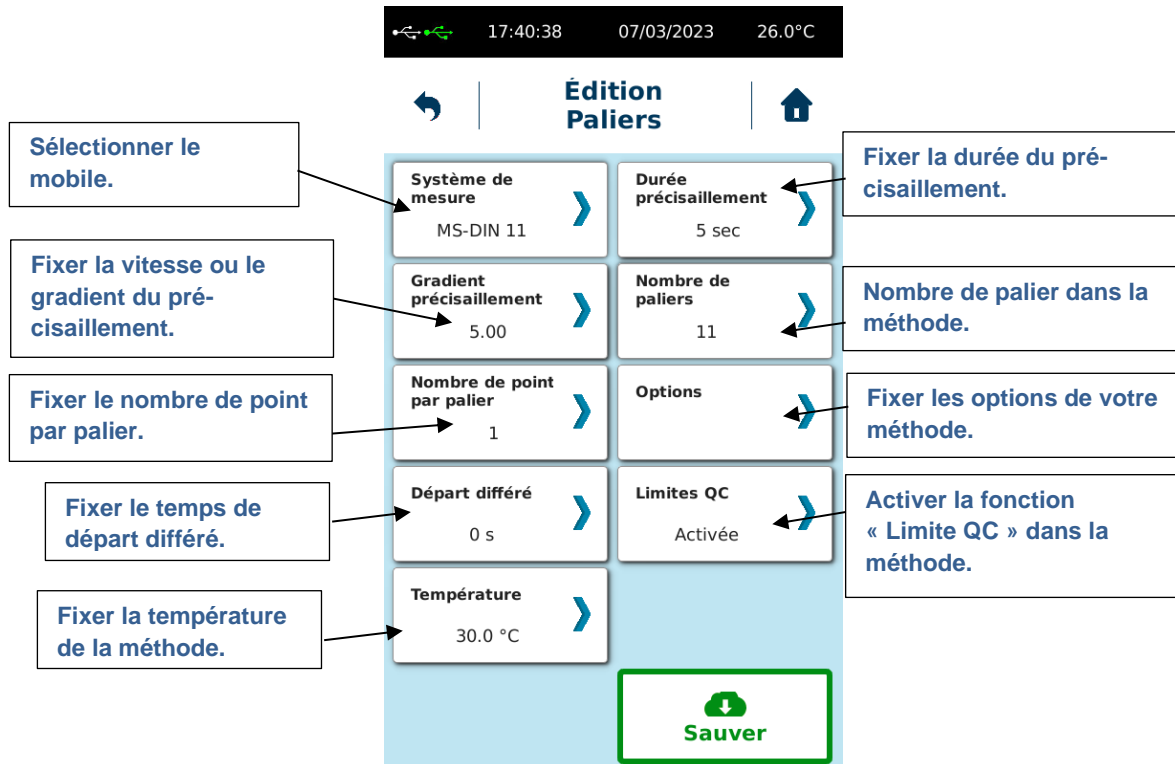 17:40:38 07/03/2023 26.0°C
Édition
Paliers
Sélectionner le
mobile.
Système de
mesure
MS-DIN 11
Durée
précisaillement
5 sec
Fixer la durée du pré-
cisaillement.
Fixer la vitesse ou le
gradient du pré-
cisaillement.
Gradient
précisaillement
5.00
Nombre de
paliers
11
Nombre de palier dans la
méthode.
Fixer le nombre de point
par palier.
Nombre de point
par palier
1
Options
Fixer les options de votre
méthode.
Fixer le temps de
départ différé.
Départ différé
0 s
Limites QC
Activée
Activer la fonction
« Limite QC » dans la
méthode.
Fixer la température
de la méthode.
Température
30.0 °C
Sauver